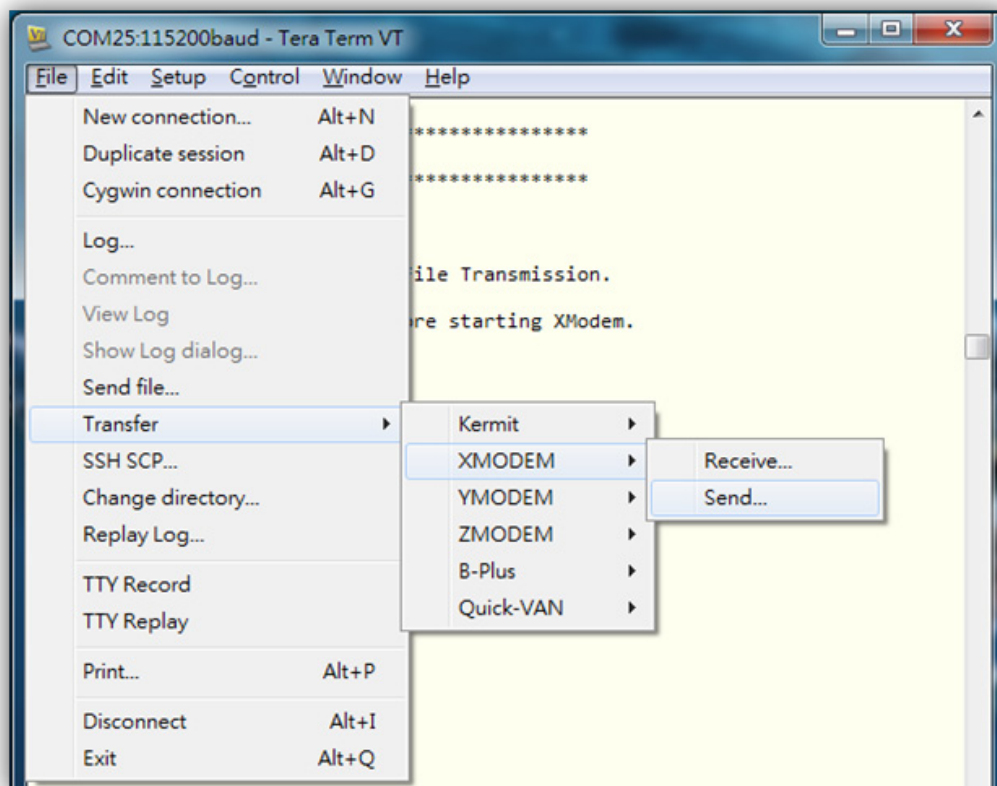 COM25:115200baud - Tera Term VT
File Edit Setup Control Window Help
New connection... Alt+N
Duplicate session Alt+D
Cygwin connection Alt+G
Log...
Comment to Log...
View Log
Show Log dialog...
Send file...
Transfer
SSH SCP...
Change directory...
Replay Log...
TTY Record
TTY Replay
Print... Alt+P
Disconnect Alt+I
Exit Alt+Q
Kermit
XMODEM
YMODEM
ZMODEM
B-Plus
Quick-VAN
Receive...
Send...
***************
***************
Transmission.
starting XModem.